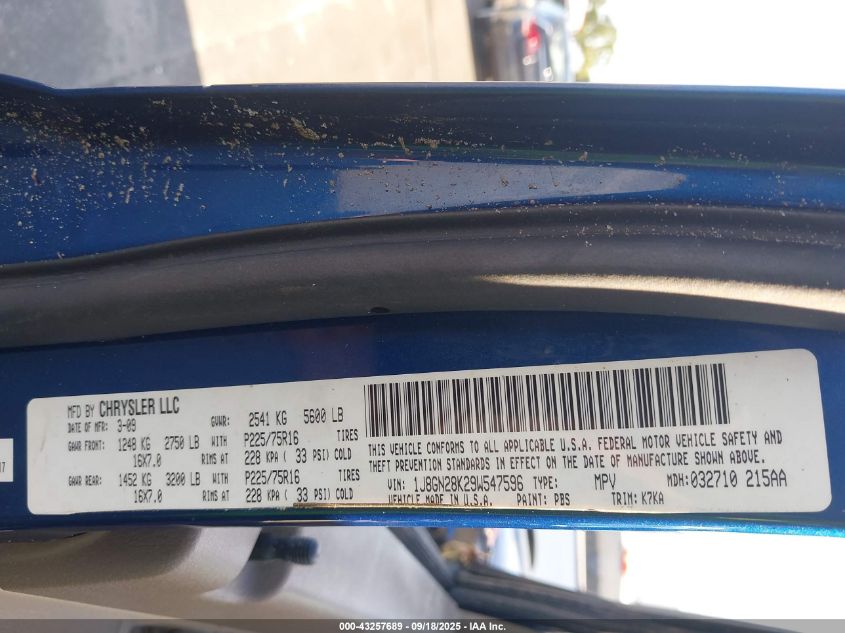 MFD BY CHRYSLER LLC
DATE OF MFR: 3-09 GVWR: 2541 KG 5600 LB
GAWR FRONT: 1248 KG 2750 LB WITH P225/75R16 TIRES
16X7.0 RIMS AT 228 KPA ( 33 PSI) COLD
GAWR REAR: 1452 KG 3200 LB WITH P225/75R16 TIRES
16X7.0 RIMS AT 228 KPA ( 33 PSI) COLD
THIS VEHICLE CONFORMS TO ALL APPLICABLE U.S.A. FEDERAL MOTOR VEHICLE SAFETY AND
THEFT PREVENTION STANDARDS IN EFFECT ON THE DATE OF MANUFACTURE SHOWN ABOVE.
VIN: 1J8GN28K29W547596 TYPE: MPV MDH: 032710 215AA
VEHICLE MADE IN U.S.A. PAINT: PBS TRIM: K7KA
17
000-43257689 - 09/18/2025 - IAA Inc.